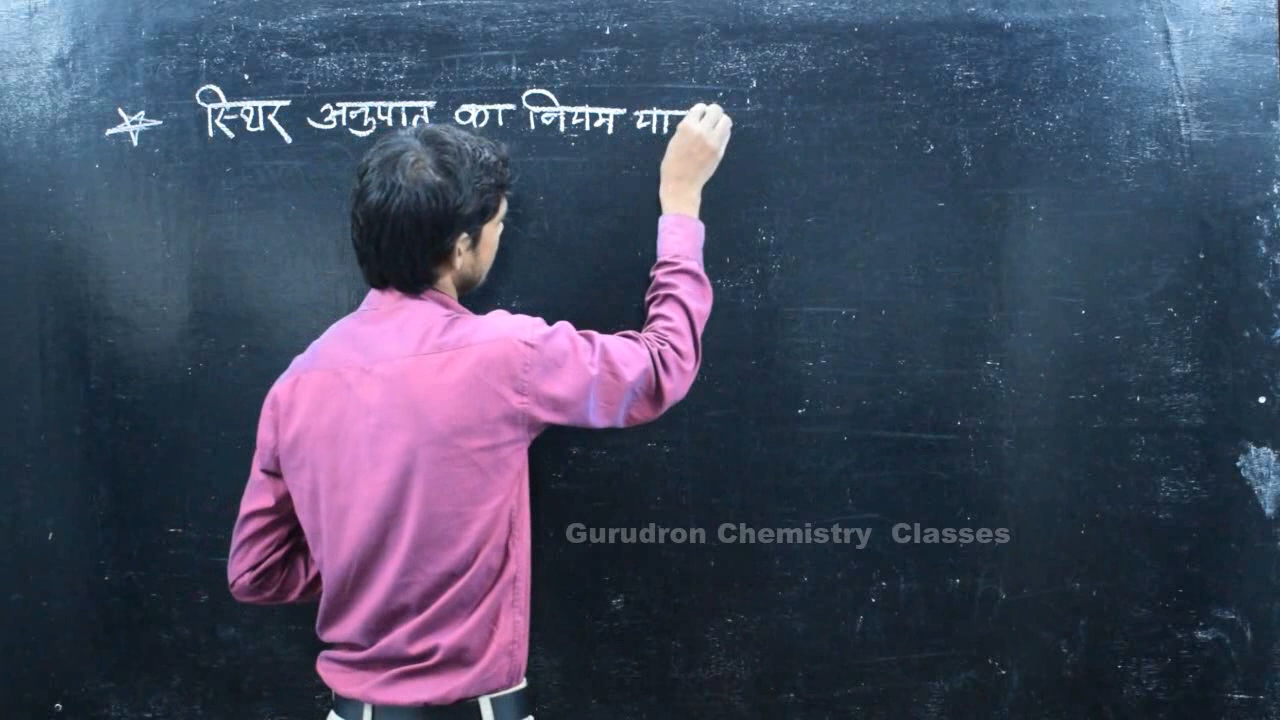 स्थिर अनुपात का नियम या
Gurudron Chemistry Classes